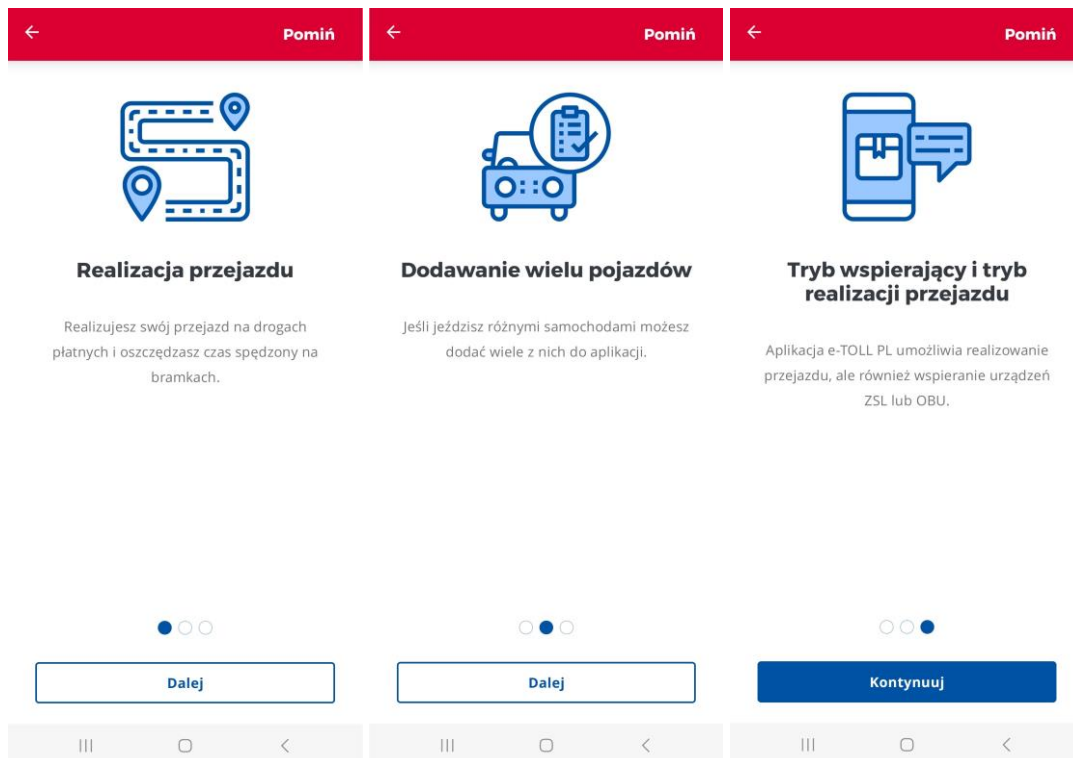 Pomiń
Realizacja przejazdu
Realizujesz swój przejazd na drogach
płatnych i oszczędzasz czas spędzony na
bramkach.
Dalej
Pomiń
Dodawanie wielu pojazdów
Jeśli jeździsz różnymi samochodami możesz
dodać wiele z nich do aplikacji.
Dalej
Pomiń
Tryb wspierający i tryb
realizacji przejazdu
Aplikacja e-TOLL PL umożliwia realizowanie
przejazdu, ale również wspieranie urządzeń
ZSL lub OBU.
Kontynuuj